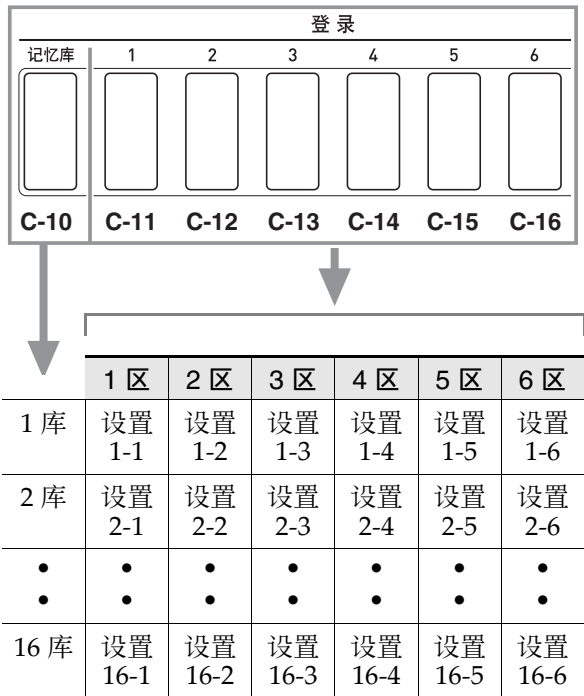 登 录
记忆库 1 2 3 4 5 6
C-10 C-11 C-12 C-13 C-14 C-15 C-16
1 区 2 区 3 区 4 区 5 区 6 区
1 库 设置 设置 设置 设置 设置 设置
1-1 1-2 1-3 1-4 1-5 1-6
2 库 设置 设置 设置 设置 设置 设置
2-1 2-2 2-3 2-4 2-5 2-6
16 库 设置 设置 设置 设置 设置 设置
16-1 16-2 16-3 16-4 16-5 16-6